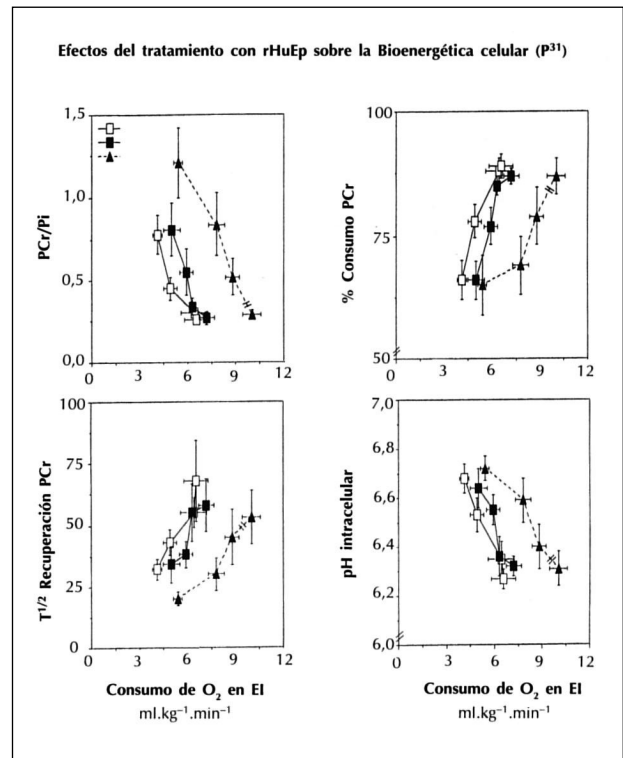 Efectos del tratamiento con rHuEp sobre la Bioenergética celular (P³¹)
1,5
1,0
0,5
0,0
PCr/Pi
0 3 6 9 12
100
75
50
% Consumo PCr
0 3 6 9 12
100
75
50
25
0
T¹/² Recuperación PCr
0 3 6 9 12
Consumo de O₂ en EI
ml.kg⁻¹.min⁻¹
7,0
6,8
6,6
6,4
6,2
6,0
pH intracelular
0 3 6 9 12
Consumo de O₂ en EI
ml.kg⁻¹.min⁻¹